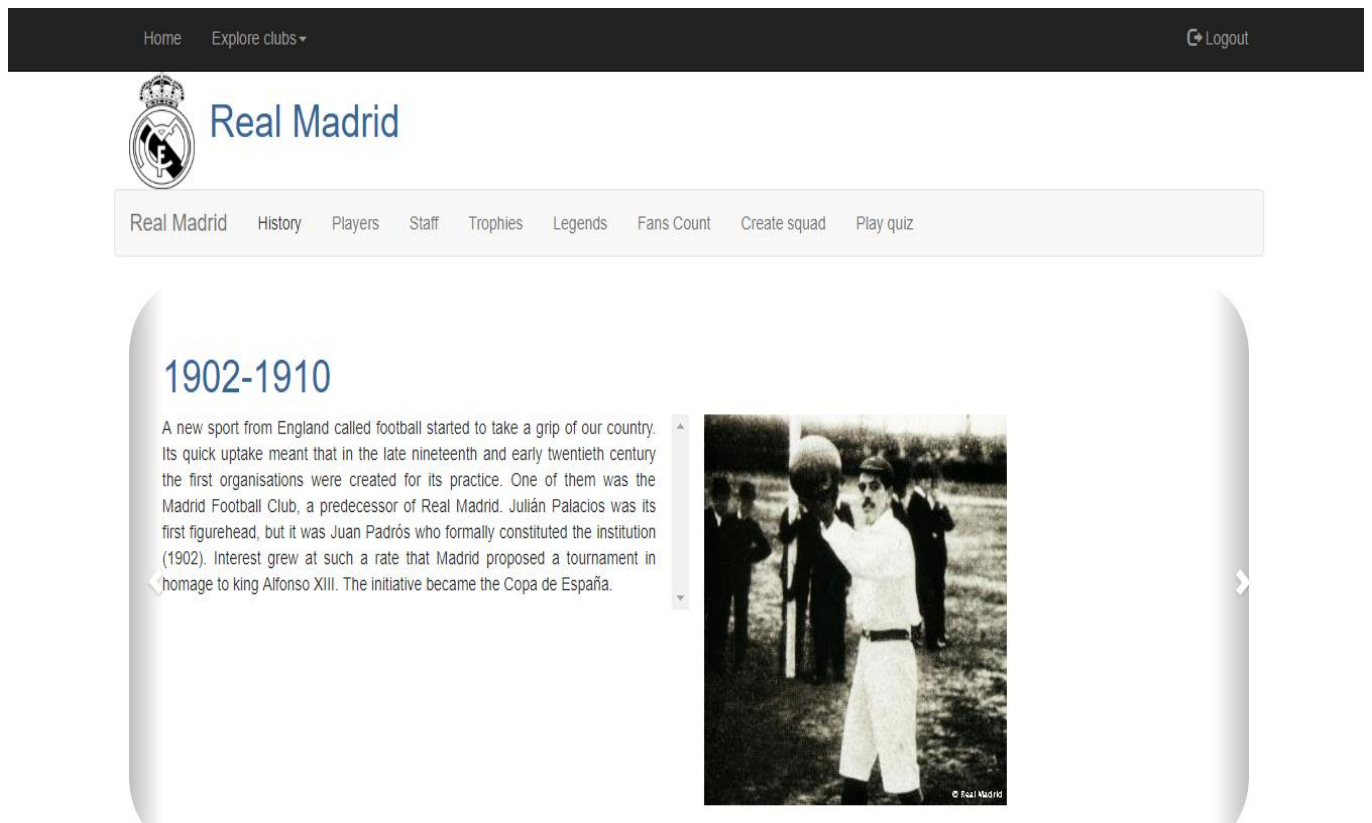 Home Explore clubs Logout
Real Madrid
Real Madrid History Players Staff Trophies Legends Fans Count Create squad Play quiz
1902-1910
A new sport from England called football started to take a grip of our country.
Its quick uptake meant that in the late nineteenth and early twentieth century
the first organisations were created for its practice. One of them was the
Madrid Football Club, a predecessor of Real Madrid. Julián Palacios was its
first figurehead, but it was Juan Padrós who formally constituted the institution
(1902). Interest grew at such a rate that Madrid proposed a tournament in
homage to king Alfonso XIII. The initiative became the Copa de España.
© Real Madrid